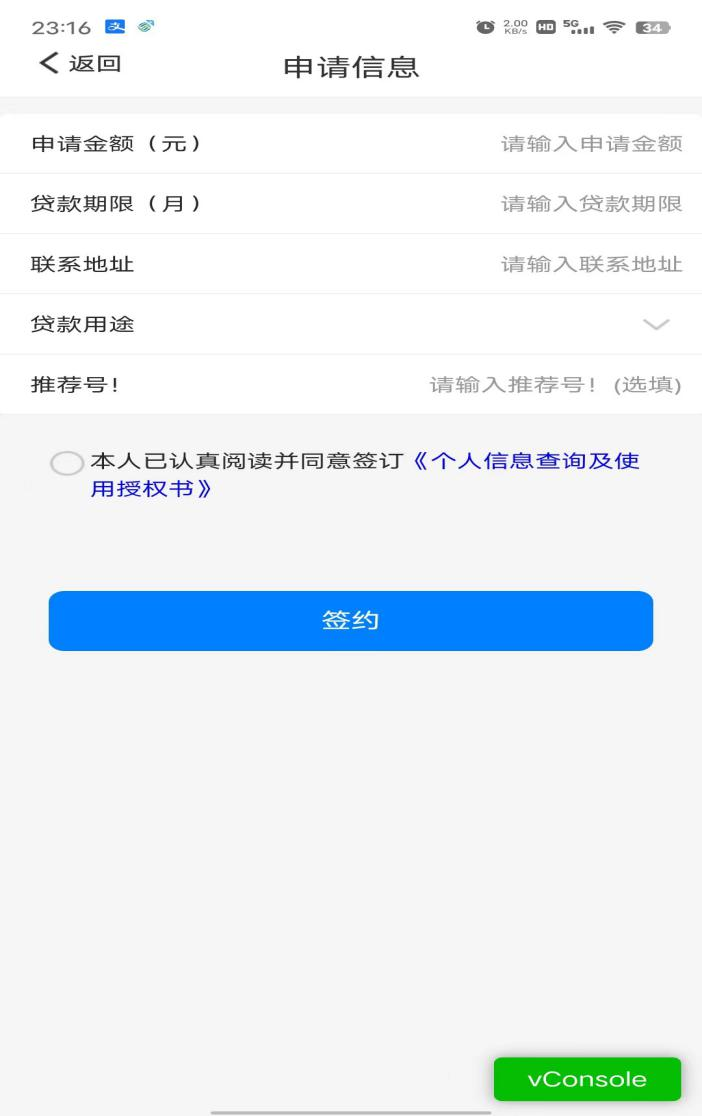 23:16 2.00 KB/s HD 5G 34
返回 申请信息
申请金额（元） 请输入申请金额
贷款期限（月） 请输入贷款期限
联系地址 请输入联系地址
贷款用途
推荐号! 请输入推荐号! (选填)
本人已认真阅读并同意签订《个人信息查询及使
用授权书》
签约
vConsole